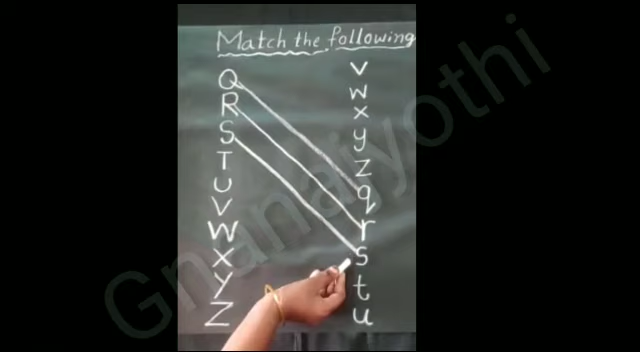 Match the following
Q v
R w
S x
T y
U z
V q
W r
X s
Y t
Z u
Gnanajyothi